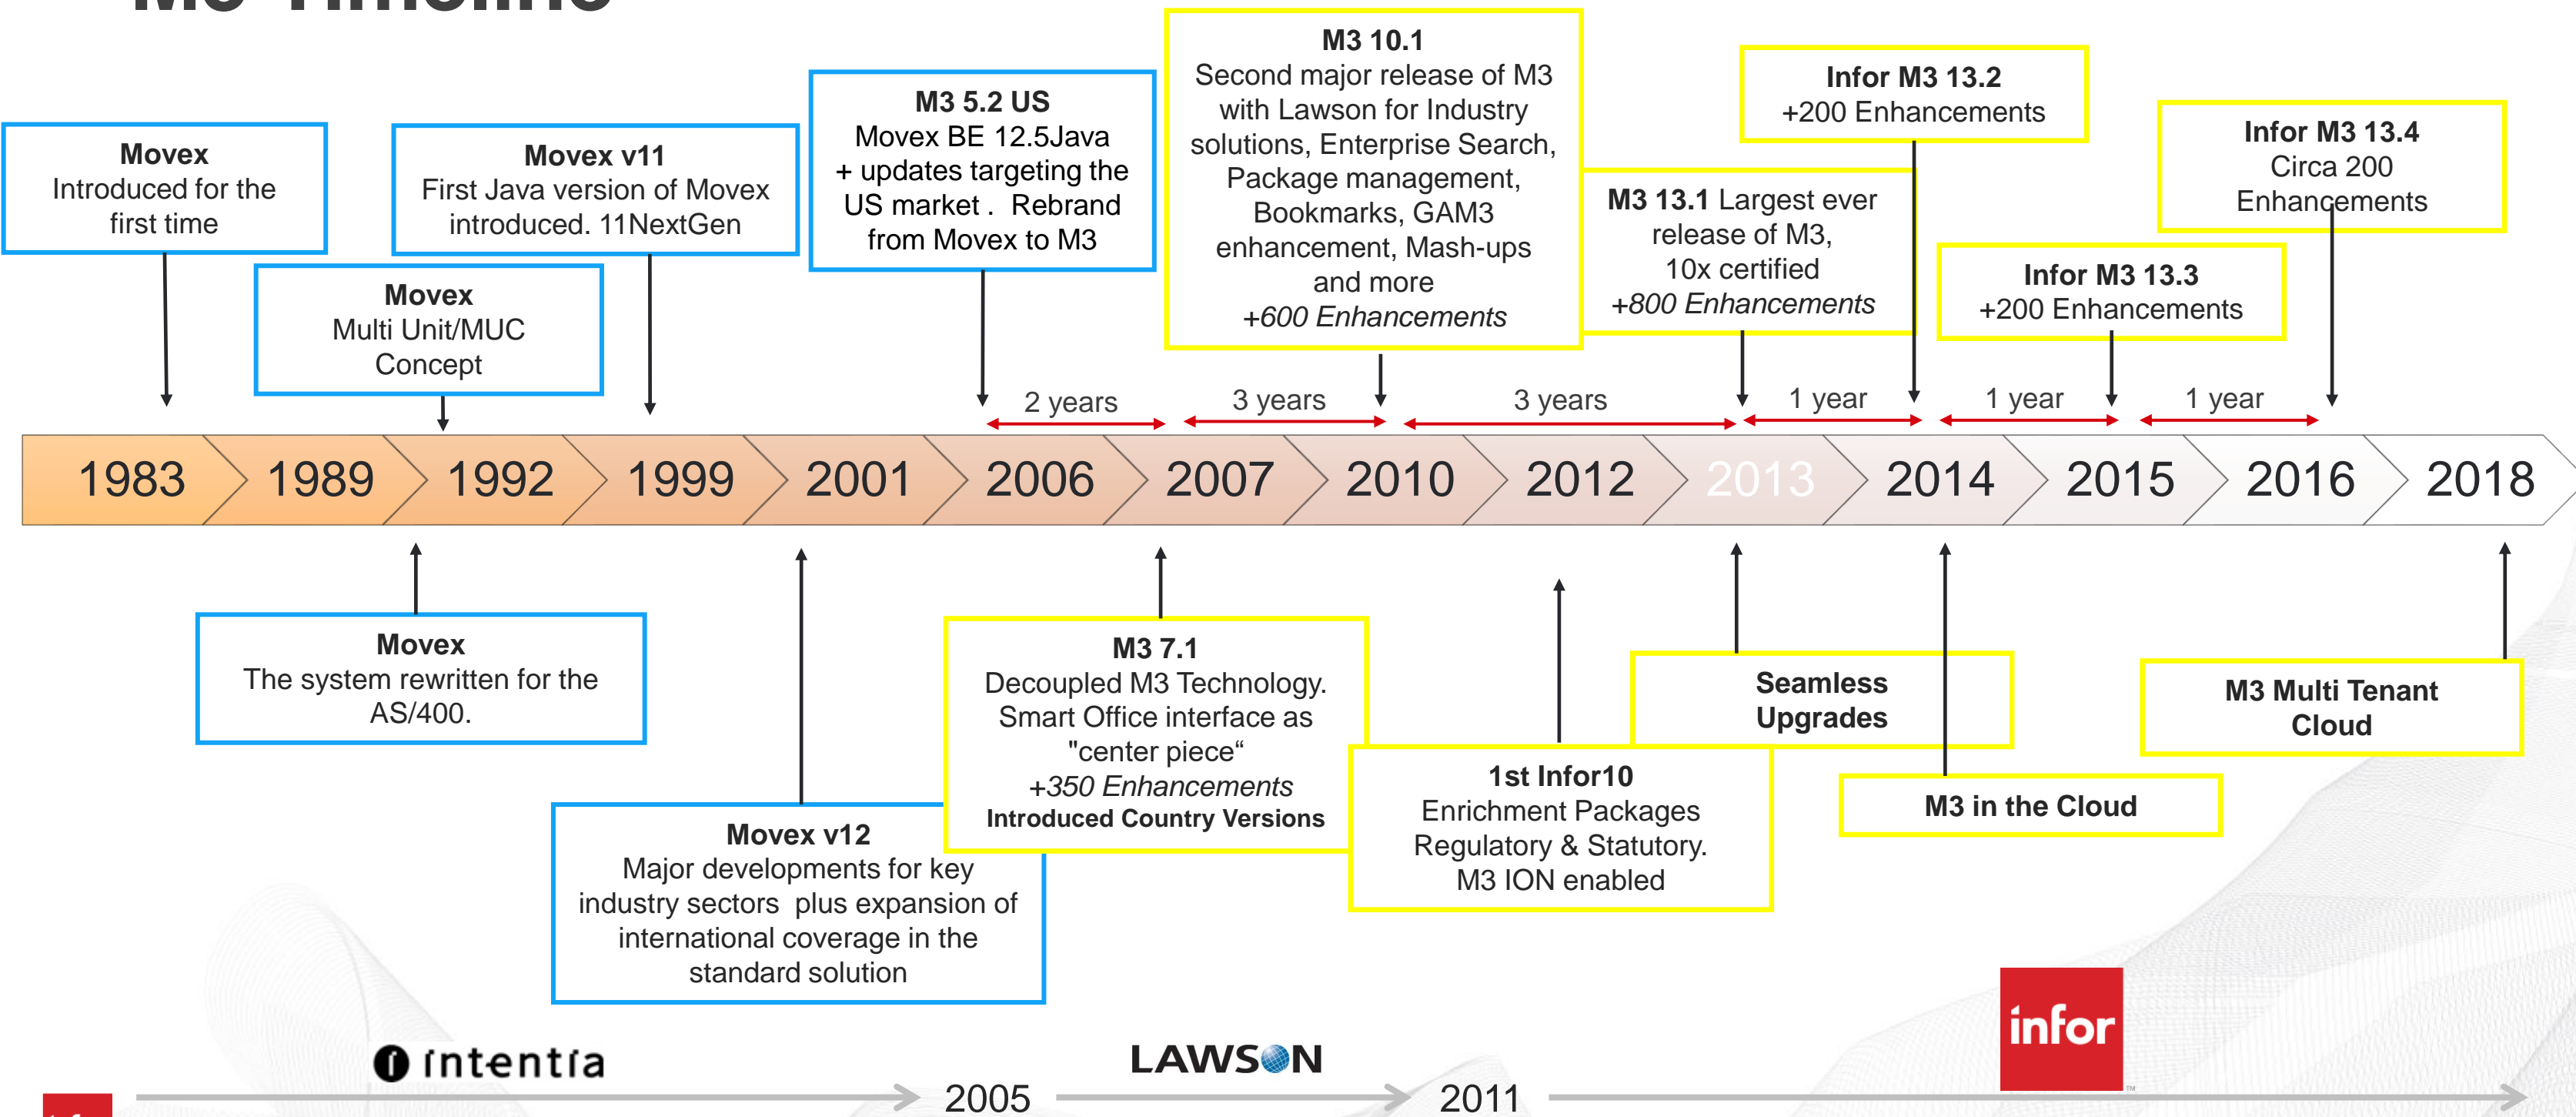 M3 Timeline
M3 10.1
Second major release of M3
with Lawson for Industry
solutions, Enterprise Search,
Package management,
Bookmarks, GAM3
enhancement, Mash-ups
and more
+600 Enhancements
Infor M3 13.2
+200 Enhancements
M3 5.2 US
Movex BE 12.5Java
+ updates targeting the
US market . Rebrand
from Movex to M3
Infor M3 13.4
Circa 200
Enhancements
Movex
Introduced for the
first time
Movex v11
First Java version of Movex
introduced. 11NextGen
M3 13.1 Largest ever
release of M3,
10x certified
+800 Enhancements
Movex
Multi Unit/MUC
Concept
Infor M3 13.3
+200 Enhancements
2 years
3 years
3 years
1 year
1 year
1 year
1983
1989
1992
1999
2001
2006
2007
2010
2012
2013
2014
2015
2016
2018
Movex
The system rewritten for the
AS/400.
M3 7.1
Decoupled M3 Technology.
Smart Office interface as
"center piece“
+350 Enhancements
Introduced Country Versions
Seamless
Upgrades
M3 Multi Tenant
Cloud
1st Infor10
Enrichment Packages
Regulatory & Statutory.
M3 ION enabled
M3 in the Cloud
Movex v12
Major developments for key
industry sectors plus expansion of
international coverage in the
standard solution
intentia
LAWSON
infor
TM
2005
2011